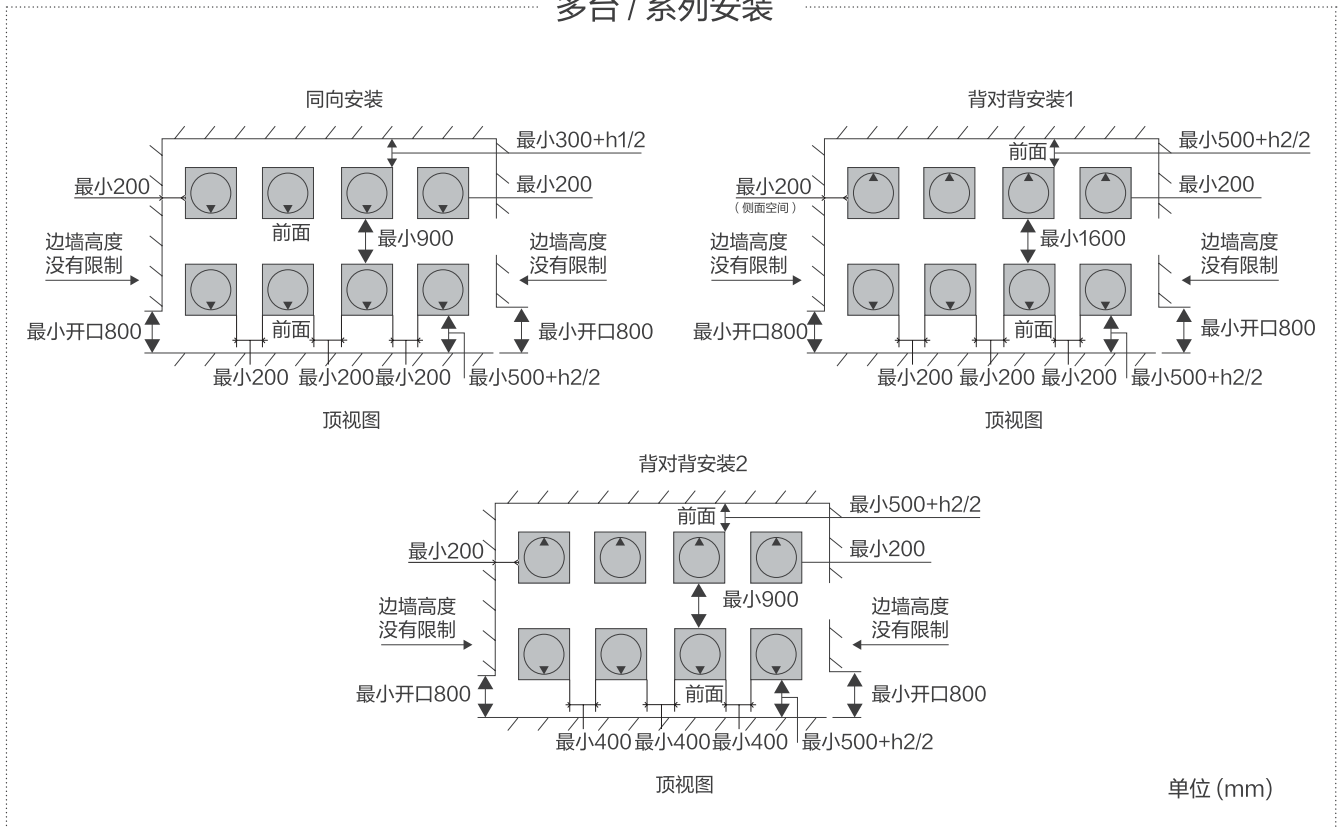 多台 / 系列安装
同向安装
最小300+h1/2
最小200
最小200
前面
最小900
边墙高度
没有限制
边墙高度
没有限制
最小开口800
前面
最小开口800
最小200
最小200
最小200
最小500+h2/2
顶视图
背对背安装1
前面
最小500+h2/2
最小200
（侧面空间）
最小200
最小1600
边墙高度
没有限制
边墙高度
没有限制
最小开口800
前面
最小开口800
最小200
最小200
最小200
最小500+h2/2
顶视图
背对背安装2
前面
最小500+h2/2
最小200
最小200
最小900
边墙高度
没有限制
边墙高度
没有限制
最小开口800
前面
最小开口800
最小400
最小400
最小400
最小500+h2/2
顶视图
单位 (mm)